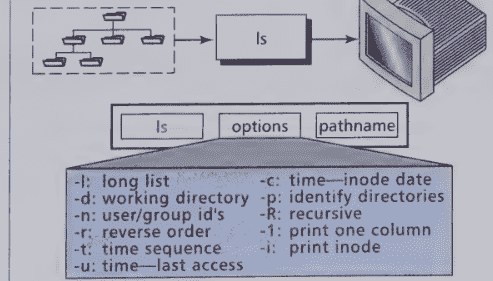 ls
ls options pathname
-l: long list
-d: working directory
-n: user/group id's
-r: reverse order
-t: time sequence
-u: time—last access
-c: time—inode date
-p: identify directories
-R: recursive
-1: print one column
-i: print inode